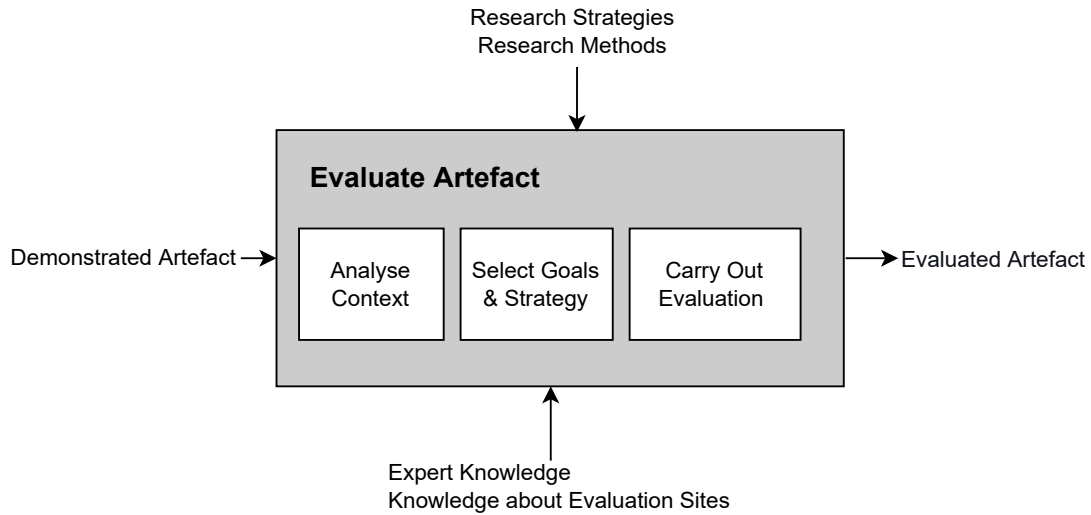 Research Strategies
Research Methods
Evaluate Artefact
Demonstrated Artefact
Analyse
Context
Select Goals
& Strategy
Carry Out
Evaluation
Evaluated Artefact
Expert Knowledge
Knowledge about Evaluation Sites